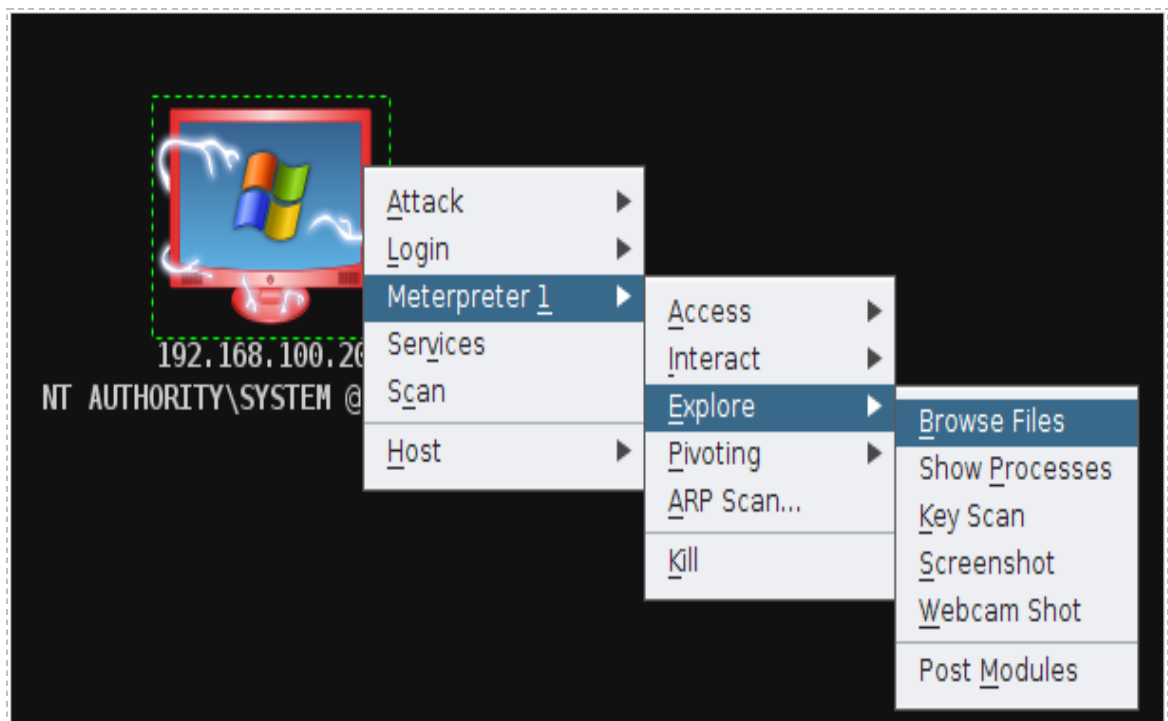 Attack
Login
Meterpreter 1
Services
Scan
Host
Access
Interact
Explore
Pivoting
ARP Scan...
Kill
Browse Files
Show Processes
Key Scan
Screenshot
Webcam Shot
Post Modules
192.168.100.20
NT AUTHORITY\SYSTEM @